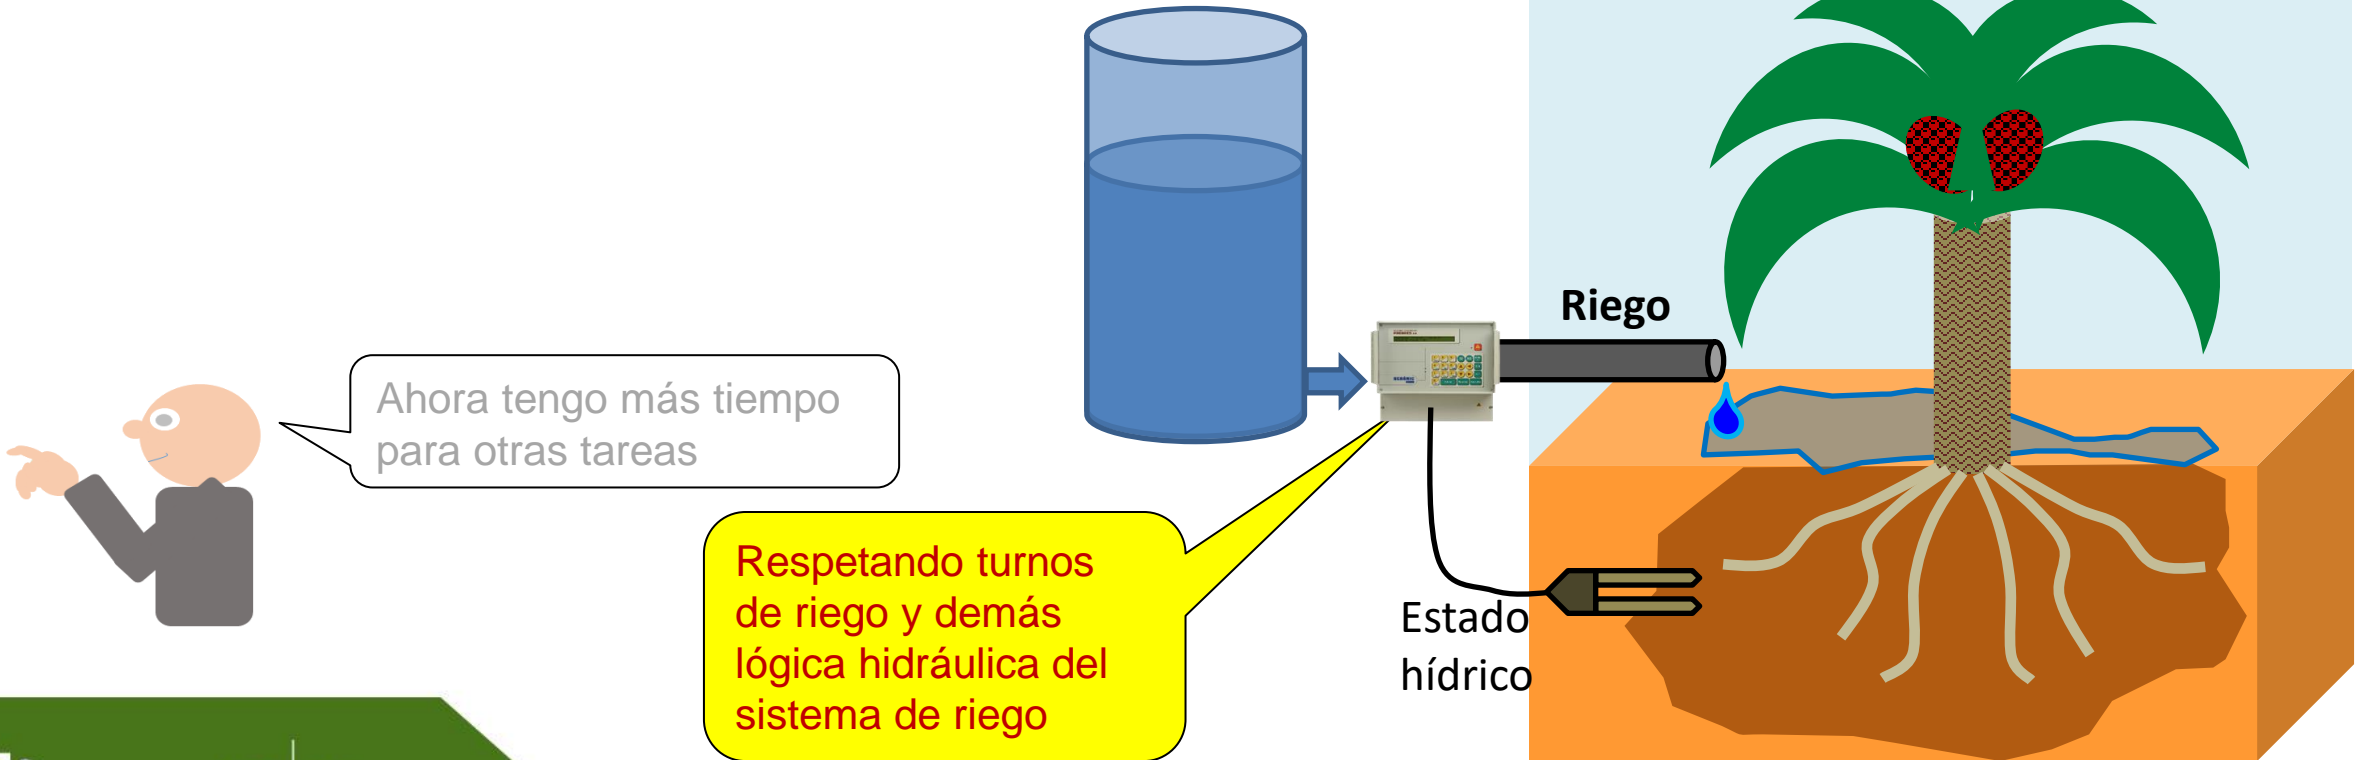 Riego
Ahora tengo más tiempo
para otras tareas
Respetando turnos
de riego y demás
lógica hidráulica del
sistema de riego
Estado
hídrico